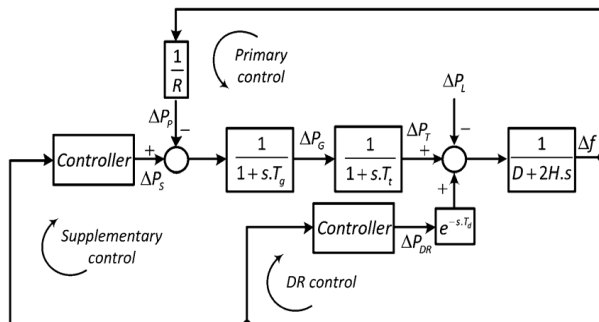 1
R
Primary
control
ΔP_P
−
ΔP_L
−
Controller
+
ΔP_S
1
1+s.T_g
ΔP_G
1
1+s.T_t
ΔP_T
+
1
D+2H.s
Δf
+
Supplementary
control
Controller
ΔP_DR
e^-s.T_d
DR control